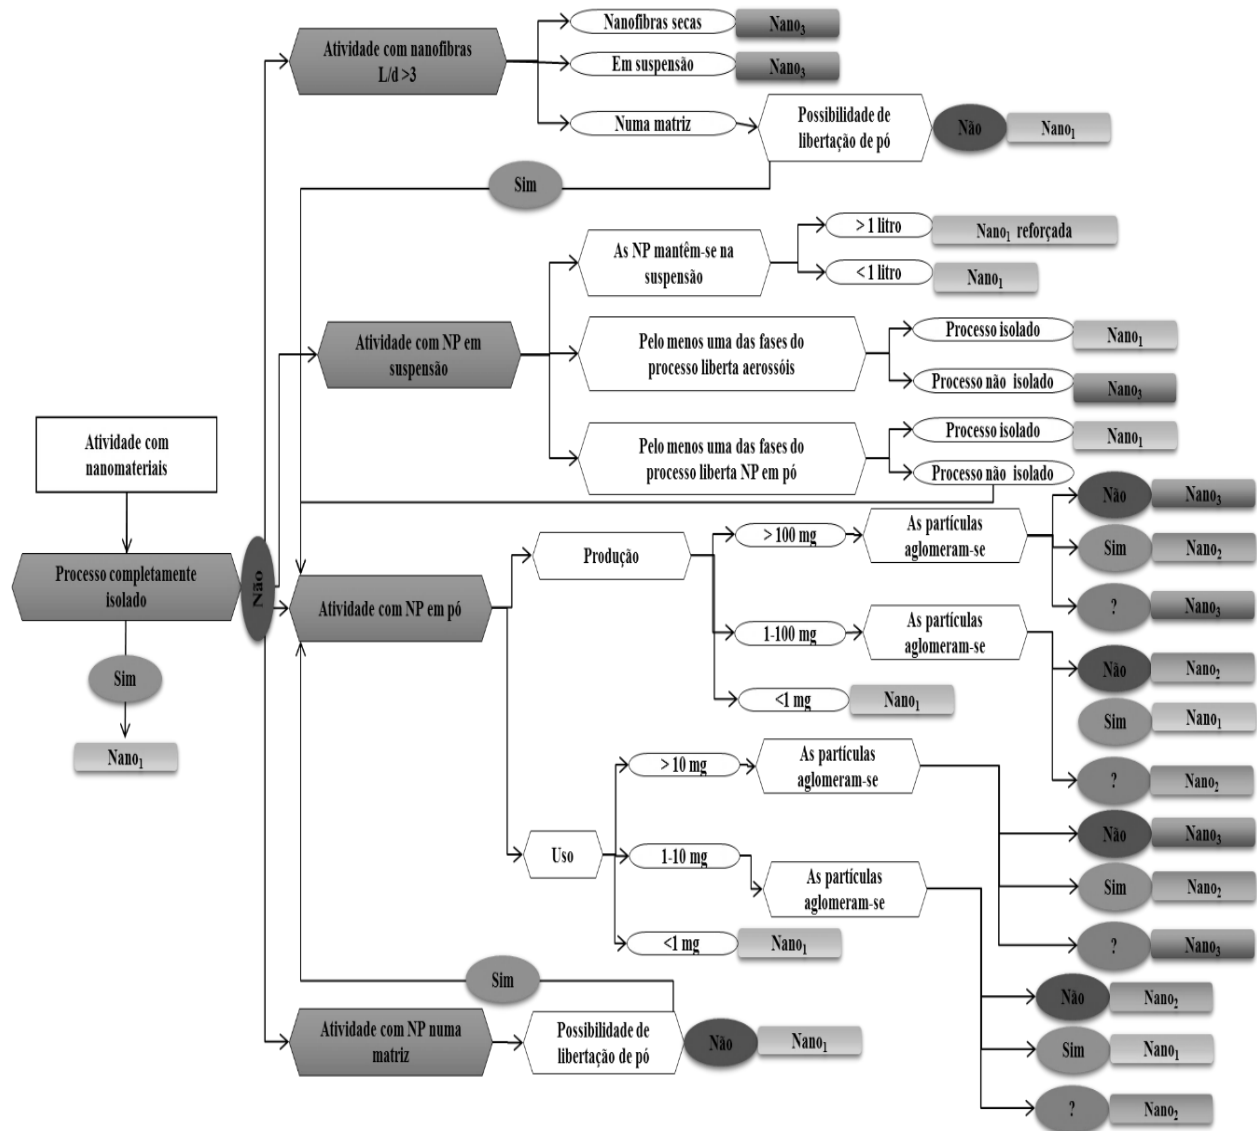 Atividade com nanofibras
L/d >3
Nanofibras secas
Nano₃
Em suspensão
Nano₃
Numa matriz
Possibilidade de
libertação de pó
Não
Nano₁
Sim
Atividade com NP em
suspensão
As NP mantêm-se na
suspensão
> 1 litro
Nano₁ reforçada
< 1 litro
Nano₁
Pelo menos uma das fases do
processo liberta aerossóis
Processo isolado
Nano₁
Processo não isolado
Nano₃
Pelo menos uma das fases do
processo liberta NP em pó
Processo isolado
Nano₁
Processo não isolado
Atividade com
nanomateriais
Processo completamente
isolado
Não
Sim
Nano₁
Atividade com NP em pó
Produção
> 100 mg
As partículas
aglomeram-se
Não
Nano₃
Sim
Nano₂
?
Nano₃
1-100 mg
As partículas
aglomeram-se
Não
Nano₂
Sim
Nano₁
?
Nano₂
<1 mg
Nano₁
Uso
> 10 mg
As partículas
aglomeram-se
Não
Nano₃
Sim
Nano₂
?
Nano₃
1-10 mg
As partículas
aglomeram-se
Não
Nano₂
Sim
Nano₁
?
Nano₂
<1 mg
Nano₁
Sim
Atividade com NP numa
matriz
Possibilidade de
libertação de pó
Não
Nano₁